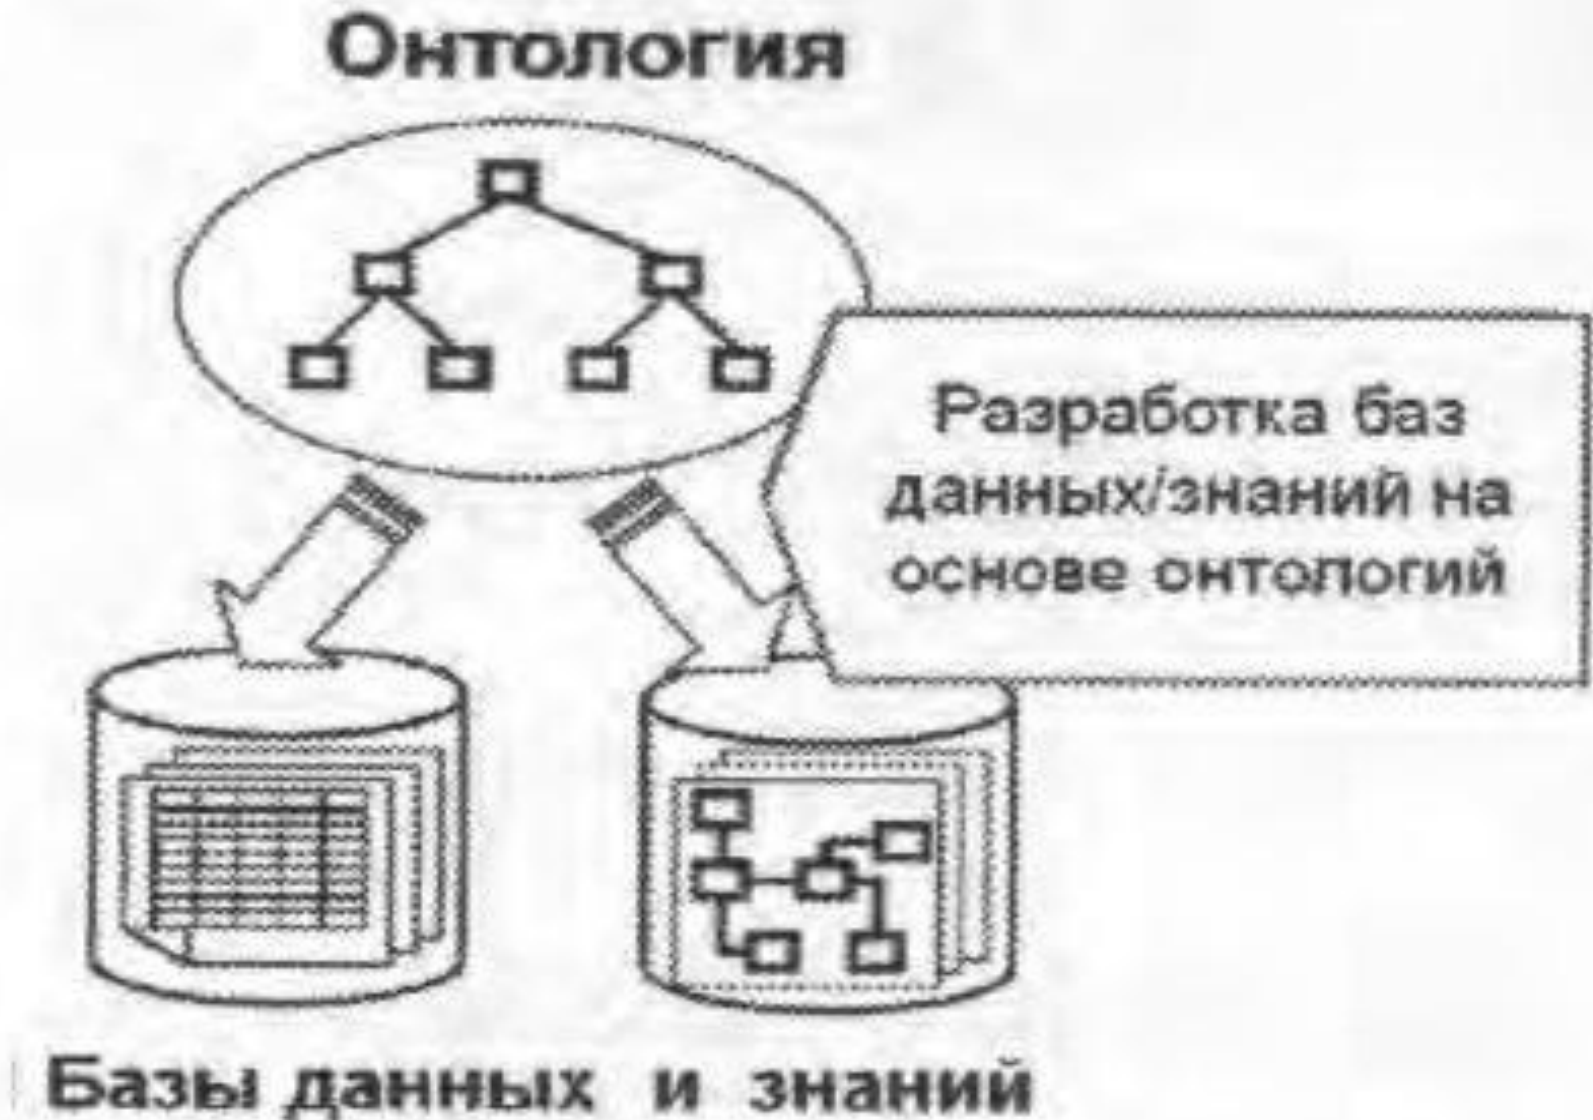 Онтология
Разработка баз
данных/знаний на
основе онтологий
Базы данных и знаний